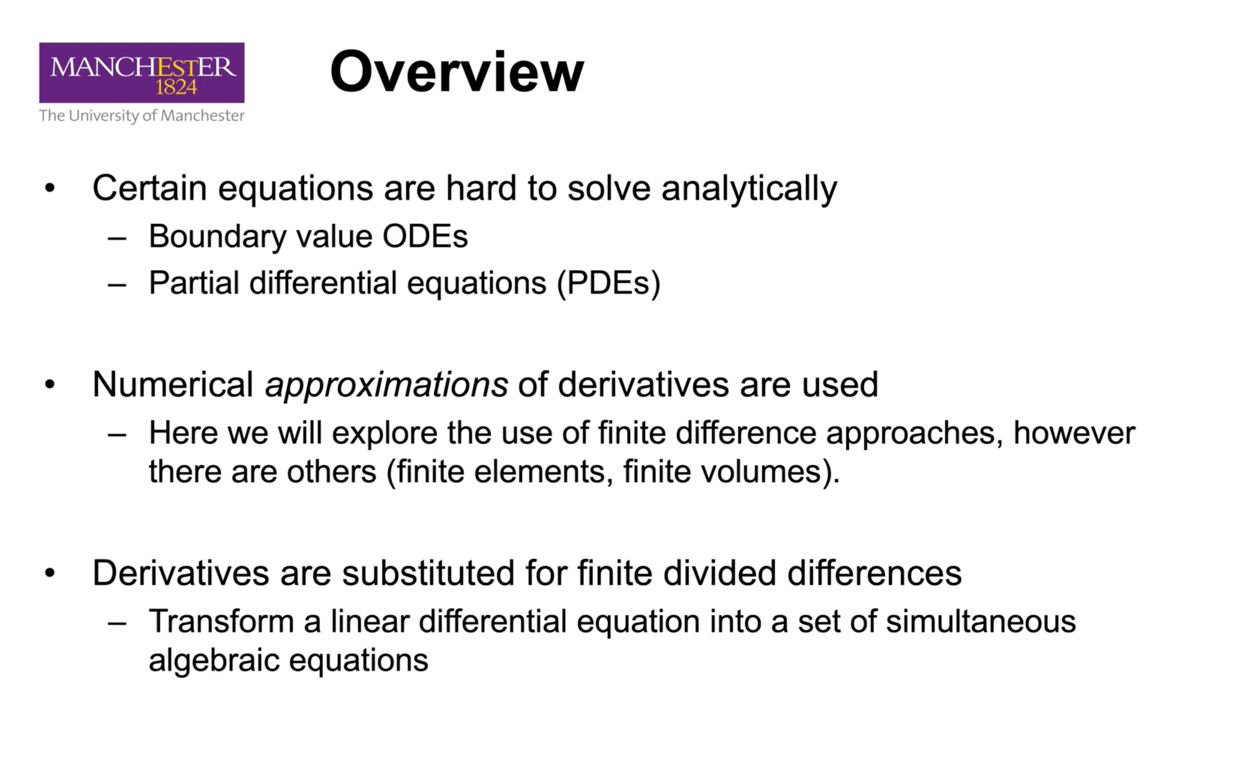 MANCHESTER
1824
The University of Manchester
Overview
• Certain equations are hard to solve analytically
– Boundary value ODEs
– Partial differential equations (PDEs)
• Numerical approximations of derivatives are used
– Here we will explore the use of finite difference approaches, however
there are others (finite elements, finite volumes).
• Derivatives are substituted for finite divided differences
– Transform a linear differential equation into a set of simultaneous
algebraic equations